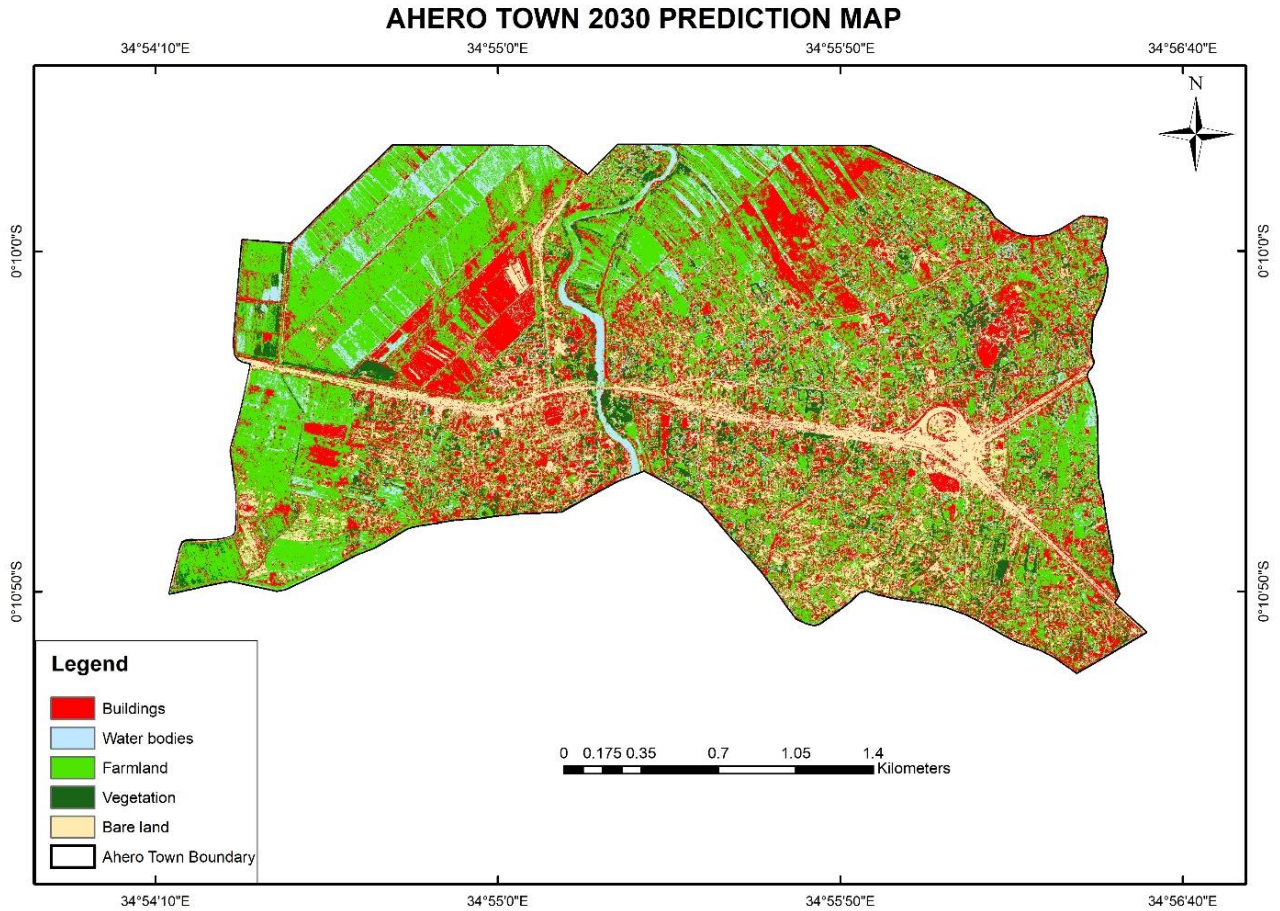 AHERO TOWN 2030 PREDICTION MAP
34°54'10"E 34°55'0"E 34°55'50"E 34°56'40"E
N
0°10'0"S 0°10'0"S
0°10'50"S 0°10'50"S
Legend
Buildings
Water bodies
Farmland
Vegetation
Bare land
Ahero Town Boundary
0 0.175 0.35 0.7 1.05 1.4
Kilometers
34°54'10"E 34°55'0"E 34°55'50"E 34°56'40"E